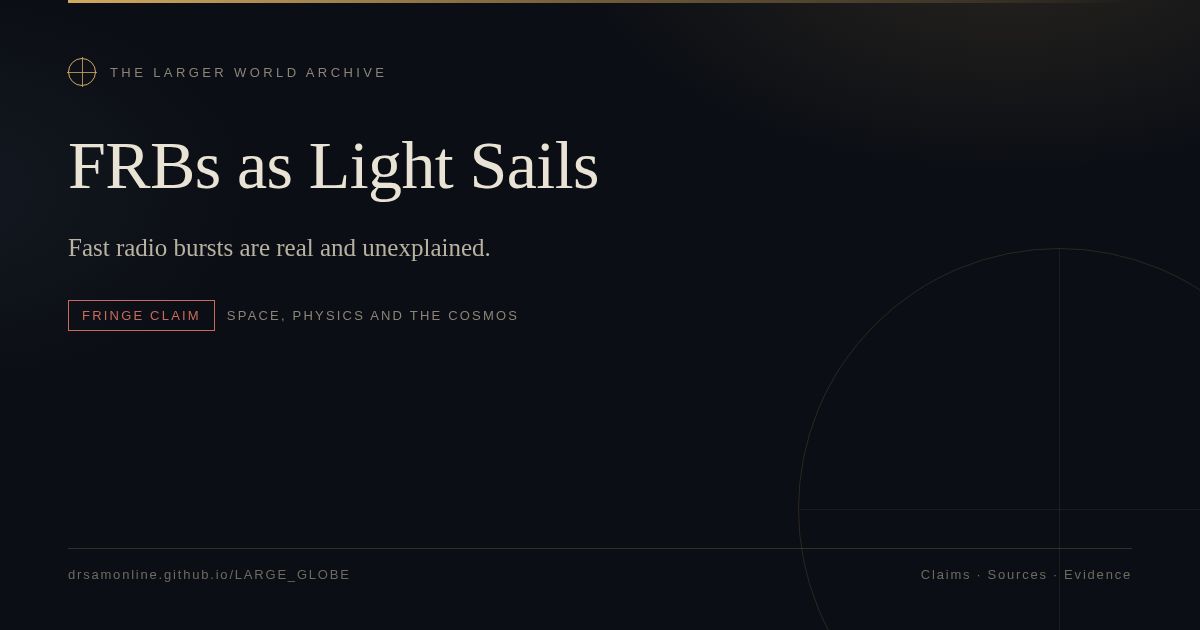 THE LARGER WORLD ARCHIVE
FRBs as Light Sails
Fast radio bursts are real and unexplained.
FRINGE CLAIM
SPACE, PHYSICS AND THE COSMOS
drsamonline.github.io/LARGE_GLOBE
Claims · Sources · Evidence